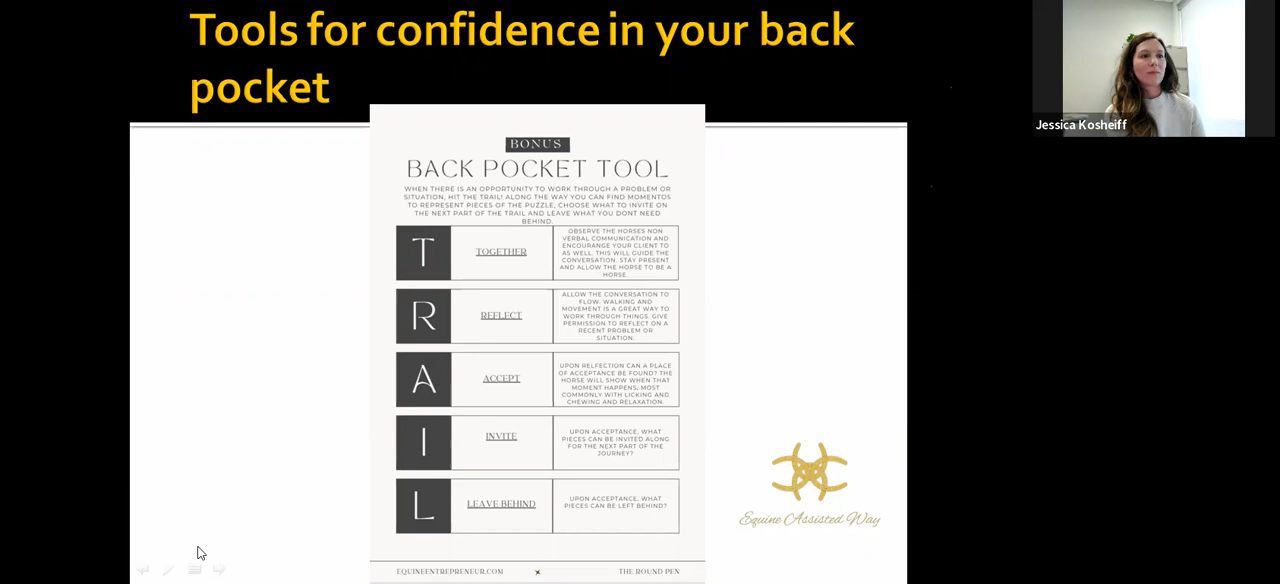 Tools for confidence in your back
pocket
Jessica Kosheiff
BONUS
BACK POCKET TOOL
WHEN THERE IS AN OPPORTUNITY TO WORK THROUGH A PROBLEM OR
SITUATION, HIT THE TRAIL! ALONG THE WAY YOU CAN FIND MOMENTOS
TO REPRESENT PIECES OF THE PUZZLE, CHOOSE WHAT TO INVITE ON
THE NEXT PART OF THE TRAIL AND LEAVE WHAT YOU DONT NEED
BEHIND.
T
TOGETHER
OBSERVE THE HORSES NON
VERBAL COMMUNICATION AND
ENCOURANGE YOUR CLIENT TO
AS WELL. THIS WILL GUIDE THE
CONVERSATION. STAY PRESENT
AND ALLOW THE HORSE TO BE A
HORSE.
R
REFLECT
ALLOW THE CONVERSATION TO
FLOW. WALKING AND
MOVEMENT IS A GREAT WAY TO
WORK THROUGH THINGS. GIVE
PERMISSION TO REFLECT ON A
RECENT PROBLEM OR
SITUATION.
A
ACCEPT
UPON RELFECTION CAN A PLACE
OF ACCEPTANCE BE FOUND? THE
HORSE WILL SHOW WHEN THAT
MOMENT HAPPENS, MOST
COMMONLY WITH LICKING AND
CHEWING AND RELAXATION.
I
INVITE
UPON ACCEPTANCE, WHAT
PIECES CAN BE INVITED ALONG
FOR THE NEXT PART OF THE
JOURNEY?
L
LEAVE BEHIND
UPON ACCEPTANCE, WHAT
PIECES CAN BE LEFT BEHIND?
Equine Assisted Way
EQUINEENTREPRENEUR.COM
THE ROUND PEN